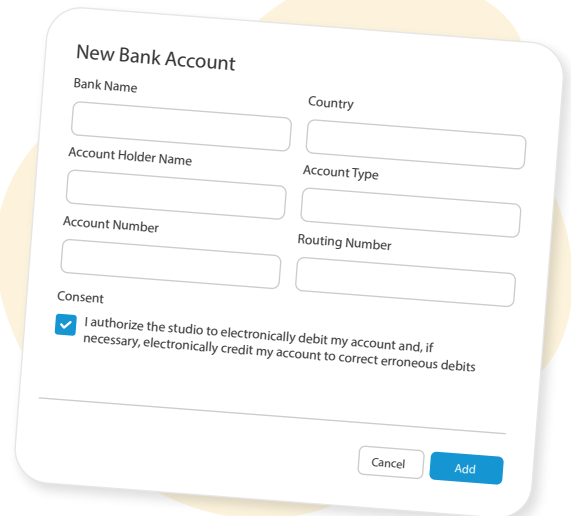 New Bank Account
Bank Name
Country
Account Holder Name
Account Type
Account Number
Routing Number
Consent
I authorize the studio to electronically debit my account and, if
necessary, electronically credit my account to correct erroneous debits
Cancel
Add